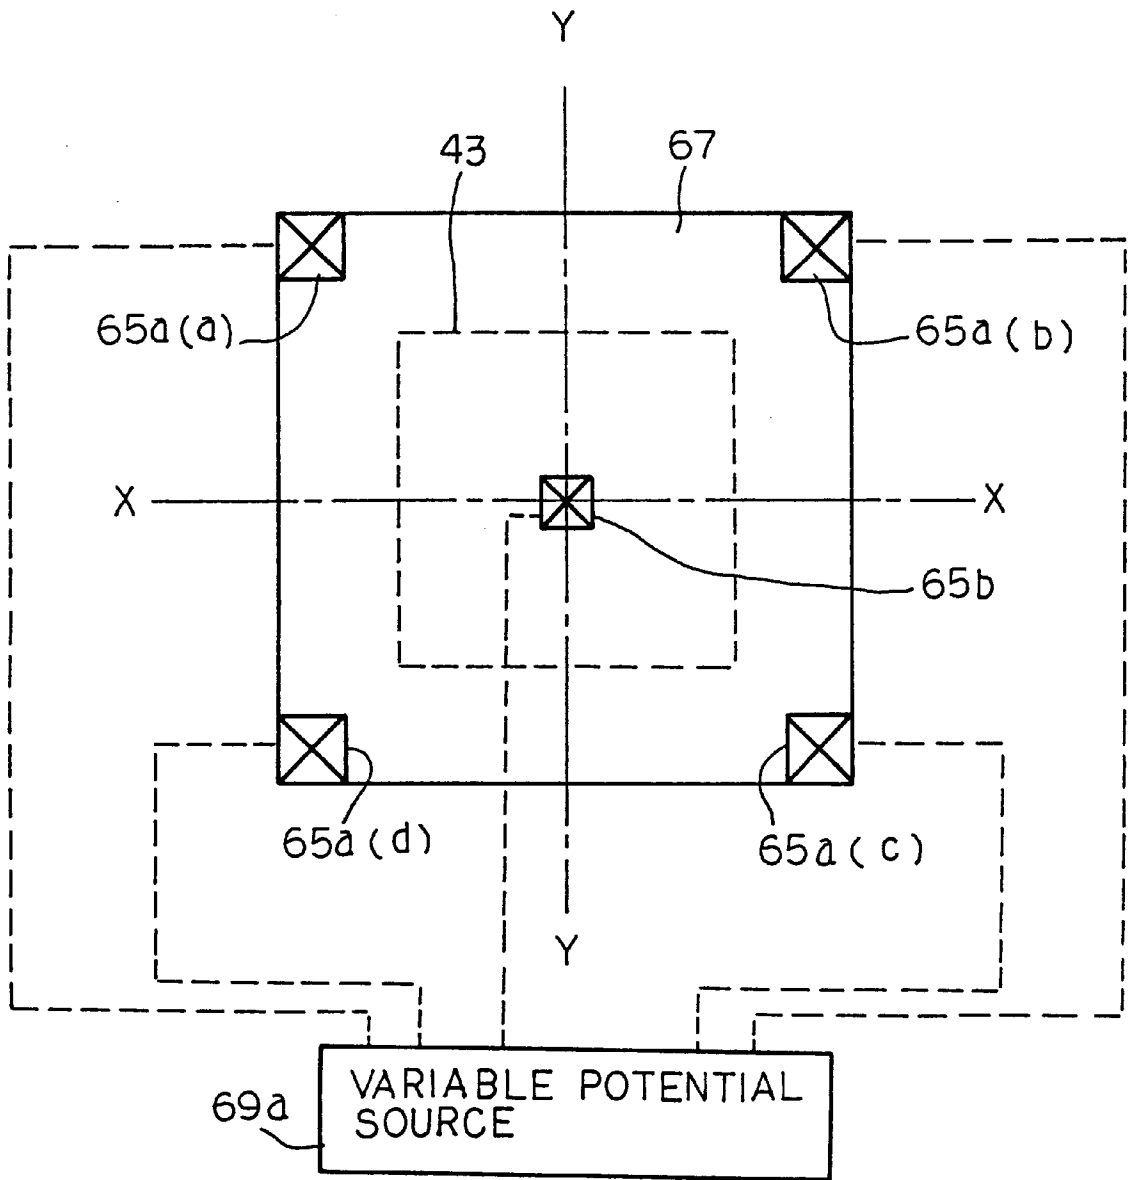 Y
43
67
65a(a)
65a(b)
X
X
65b
65a(d)
65a(c)
Y
69a
VARIABLE POTENTIAL
SOURCE